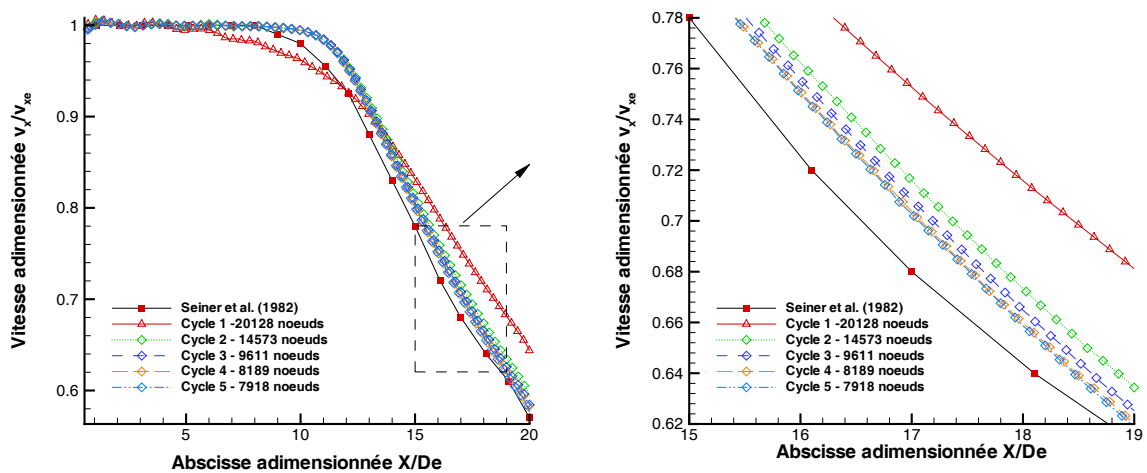 1
0.9
0.8
0.7
0.6
5
10
15
20
Vitesse adimensionnée vx/vxe
Abscisse adimensionnée X/De
Seiner et al. (1982)
Cycle 1 -20128 noeuds
Cycle 2 - 14573 noeuds
Cycle 3 - 9611 noeuds
Cycle 4 - 8189 noeuds
Cycle 5 - 7918 noeuds
0.78
0.76
0.74
0.72
0.7
0.68
0.66
0.64
0.62
15
16
17
18
19
Vitesse adimensionnée vx/vxe
Abscisse adimensionnée X/De
Seiner et al. (1982)
Cycle 1 -20128 noeuds
Cycle 2 - 14573 noeuds
Cycle 3 - 9611 noeuds
Cycle 4 - 8189 noeuds
Cycle 5 - 7918 noeuds